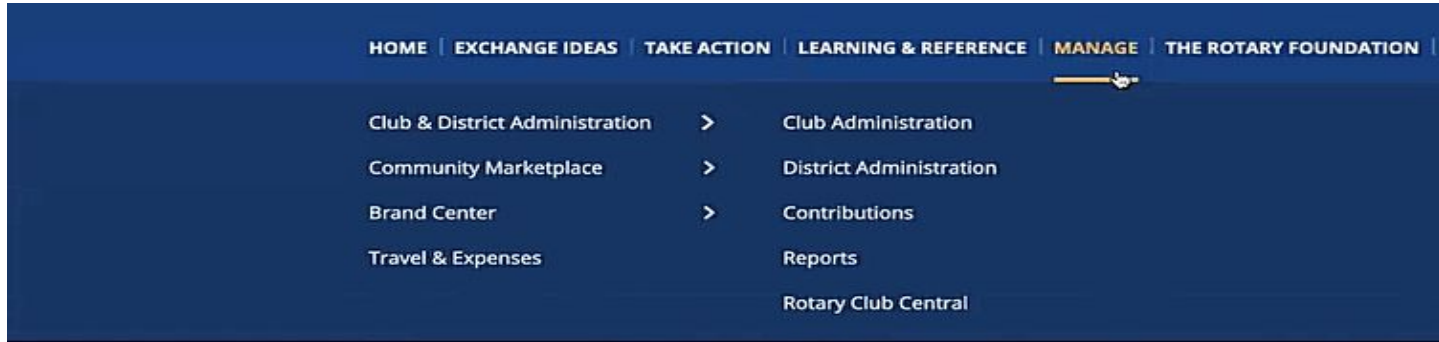 HOME | EXCHANGE IDEAS | TAKE ACTION | LEARNING & REFERENCE | MANAGE | THE ROTARY FOUNDATION |
Club & District Administration > Club Administration
Community Marketplace > District Administration
Brand Center > Contributions
Travel & Expenses Reports
Rotary Club Central